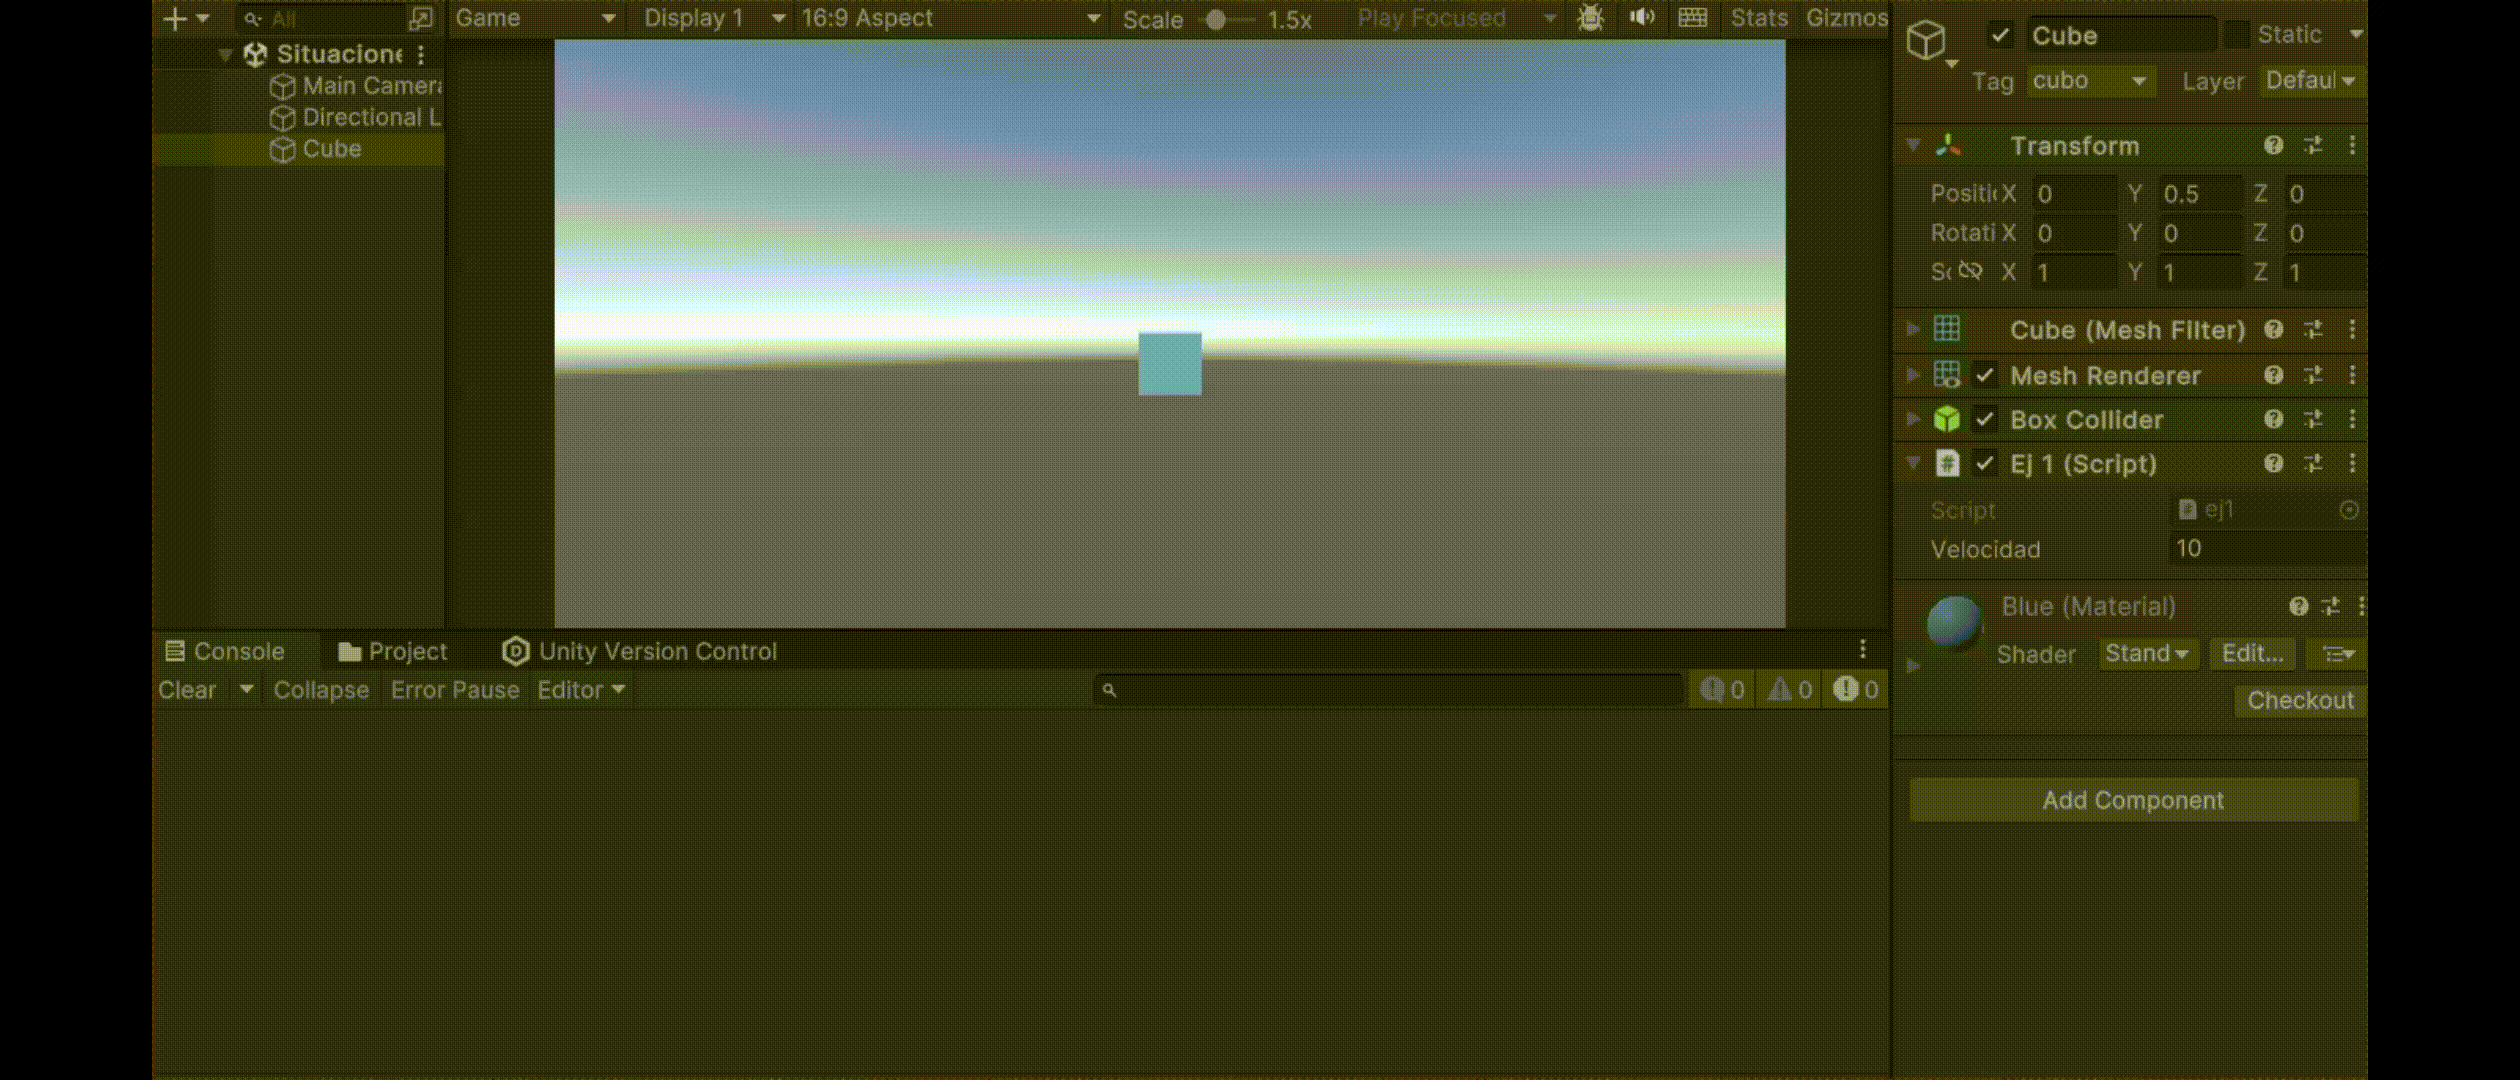 All
Game Display 1 16:9 Aspect Scale 1.5x Play Focused Stats Gizmos
Situacione
Main Camera
Directional L
Cube
Cube Static
Tag cubo Layer Defaul
Transform
Positi X 0 Y 0.5 Z 0
Rotati X 0 Y 0 Z 0
Sc X 1 Y 1 Z 1
Cube (Mesh Filter)
Mesh Renderer
Box Collider
Ej 1 (Script)
Script ej1
Velocidad 10
Blue (Material)
Shader Stand Edit...
Checkout
Add Component
Console Project Unity Version Control
Clear Collapse Error Pause Editor 0 0 0